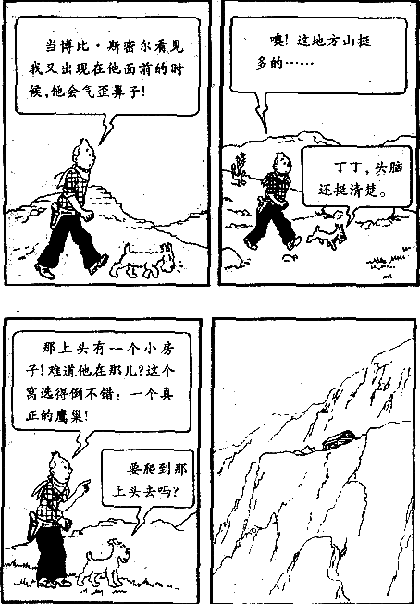 当博比·斯密尔看见
我又出现在他面前的时
候,他会气歪鼻子!
噢!这地方山挺
多的……
丁丁,头脑
还挺清楚。
那上头有一个小房
子!难道他在那儿?这个
窝选得倒不错:一个真
正的鹰巢!
要爬到那
上头去吗?